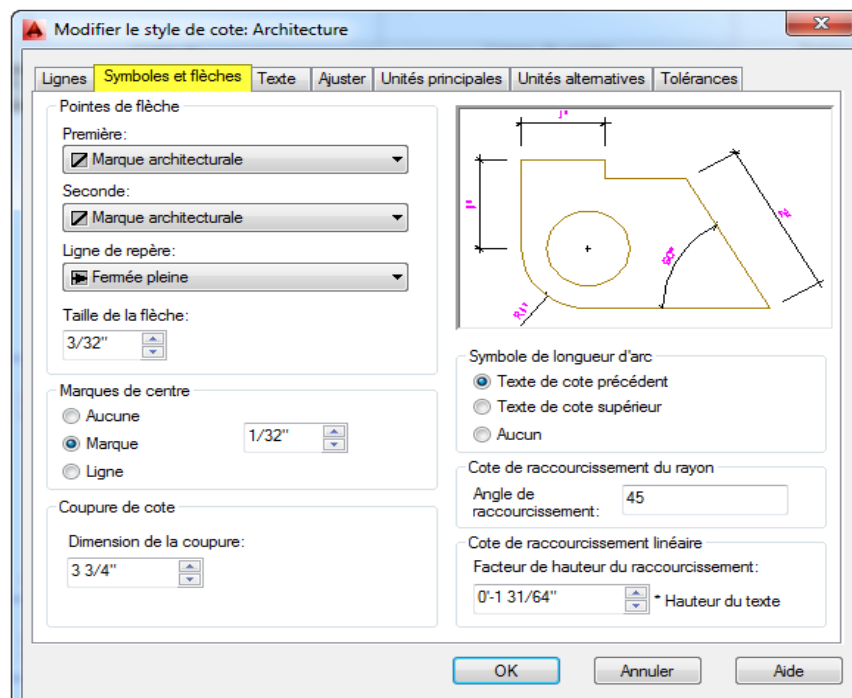 Modifier le style de cote: Architecture
Lignes Symboles et flèches Texte Ajuster Unités principales Unités alternatives Tolérances
Pointes de flèche
Première:
Marque architecturale
Seconde:
Marque architecturale
Ligne de repère:
Fermée pleine
Taille de la flèche:
3/32"
Marques de centre
Aucune
Marque
1/32"
Ligne
Coupure de cote
Dimension de la coupure:
3 3/4"
1"
1"
2"
60°
R1"
Symbole de longueur d'arc
Texte de cote précédent
Texte de cote supérieur
Aucun
Cote de raccourcissement du rayon
Angle de
raccourcissement:
45
Cote de raccourcissement linéaire
Facteur de hauteur du raccourcissement:
0'-1 31/64" * Hauteur du texte
OK Annuler Aide